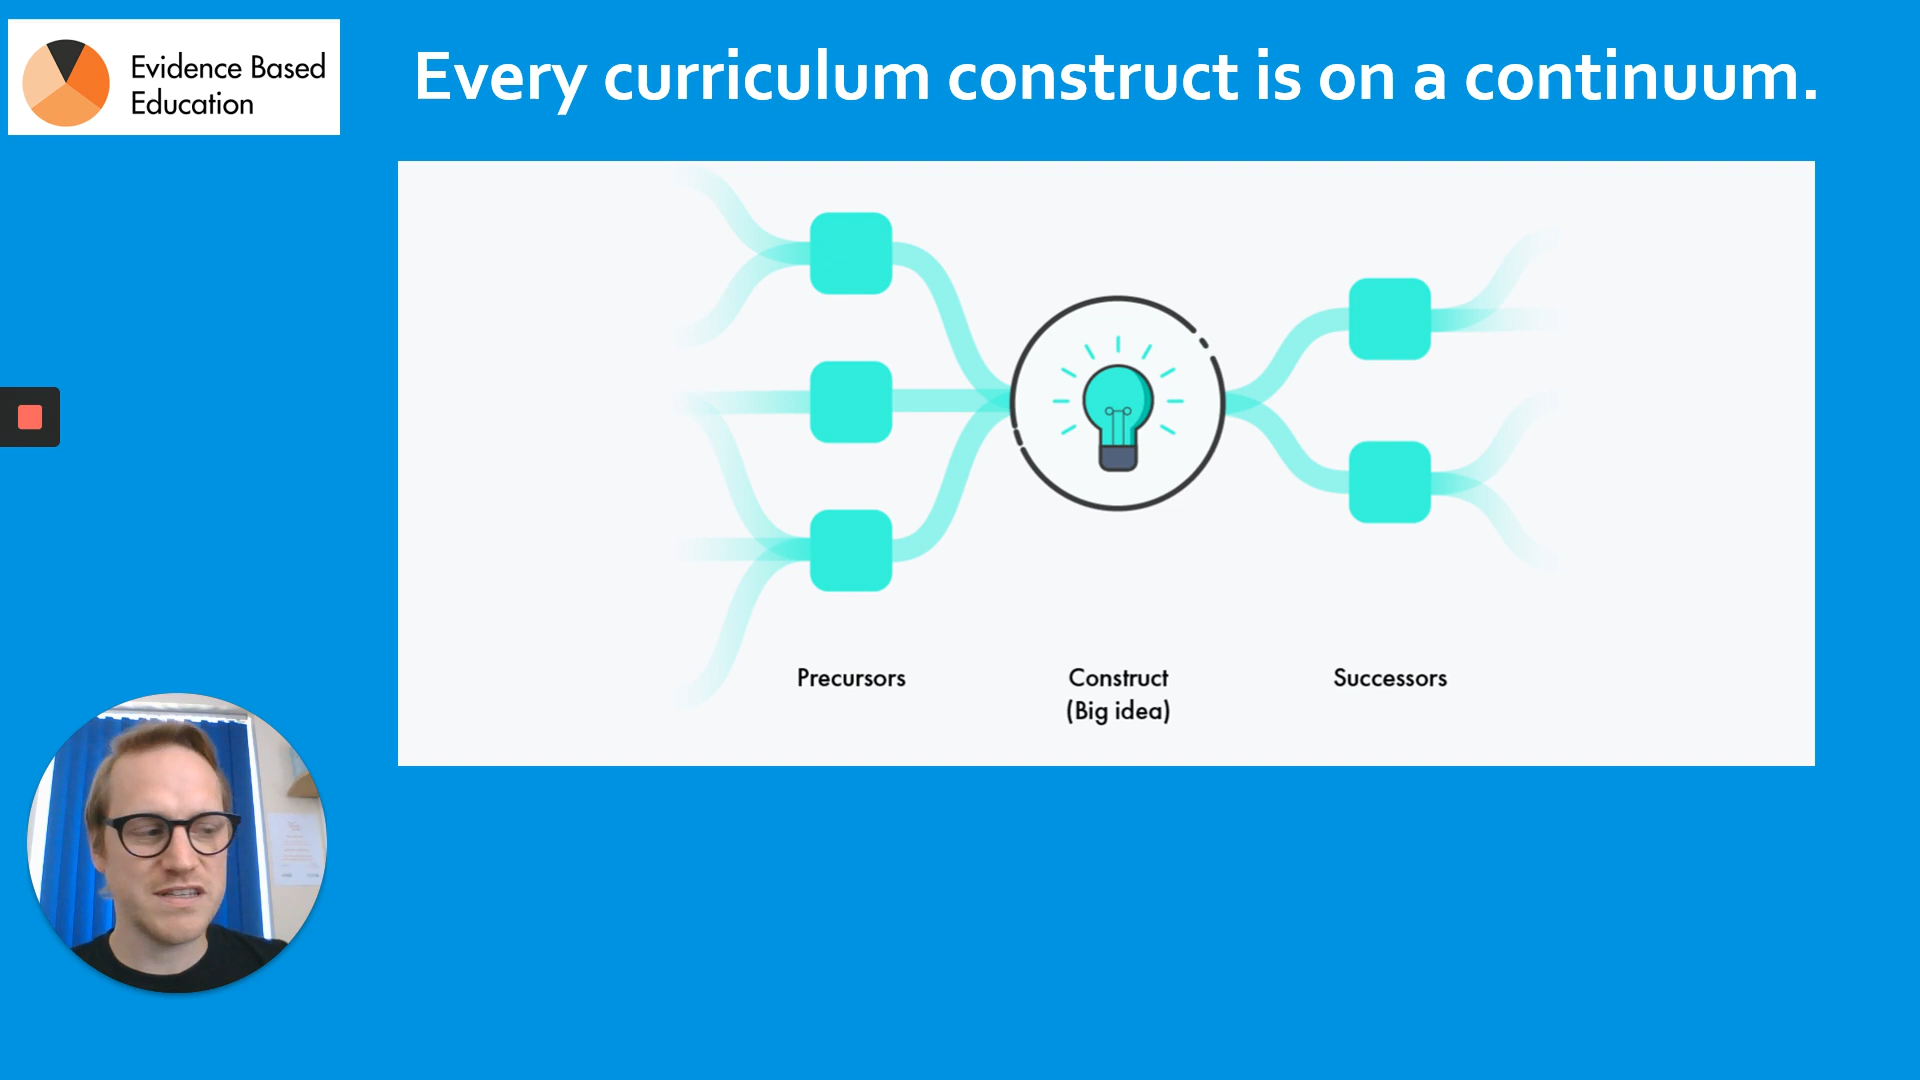 Evidence Based
Education
Every curriculum construct is on a continuum.
Precursors
Construct
(Big idea)
Successors